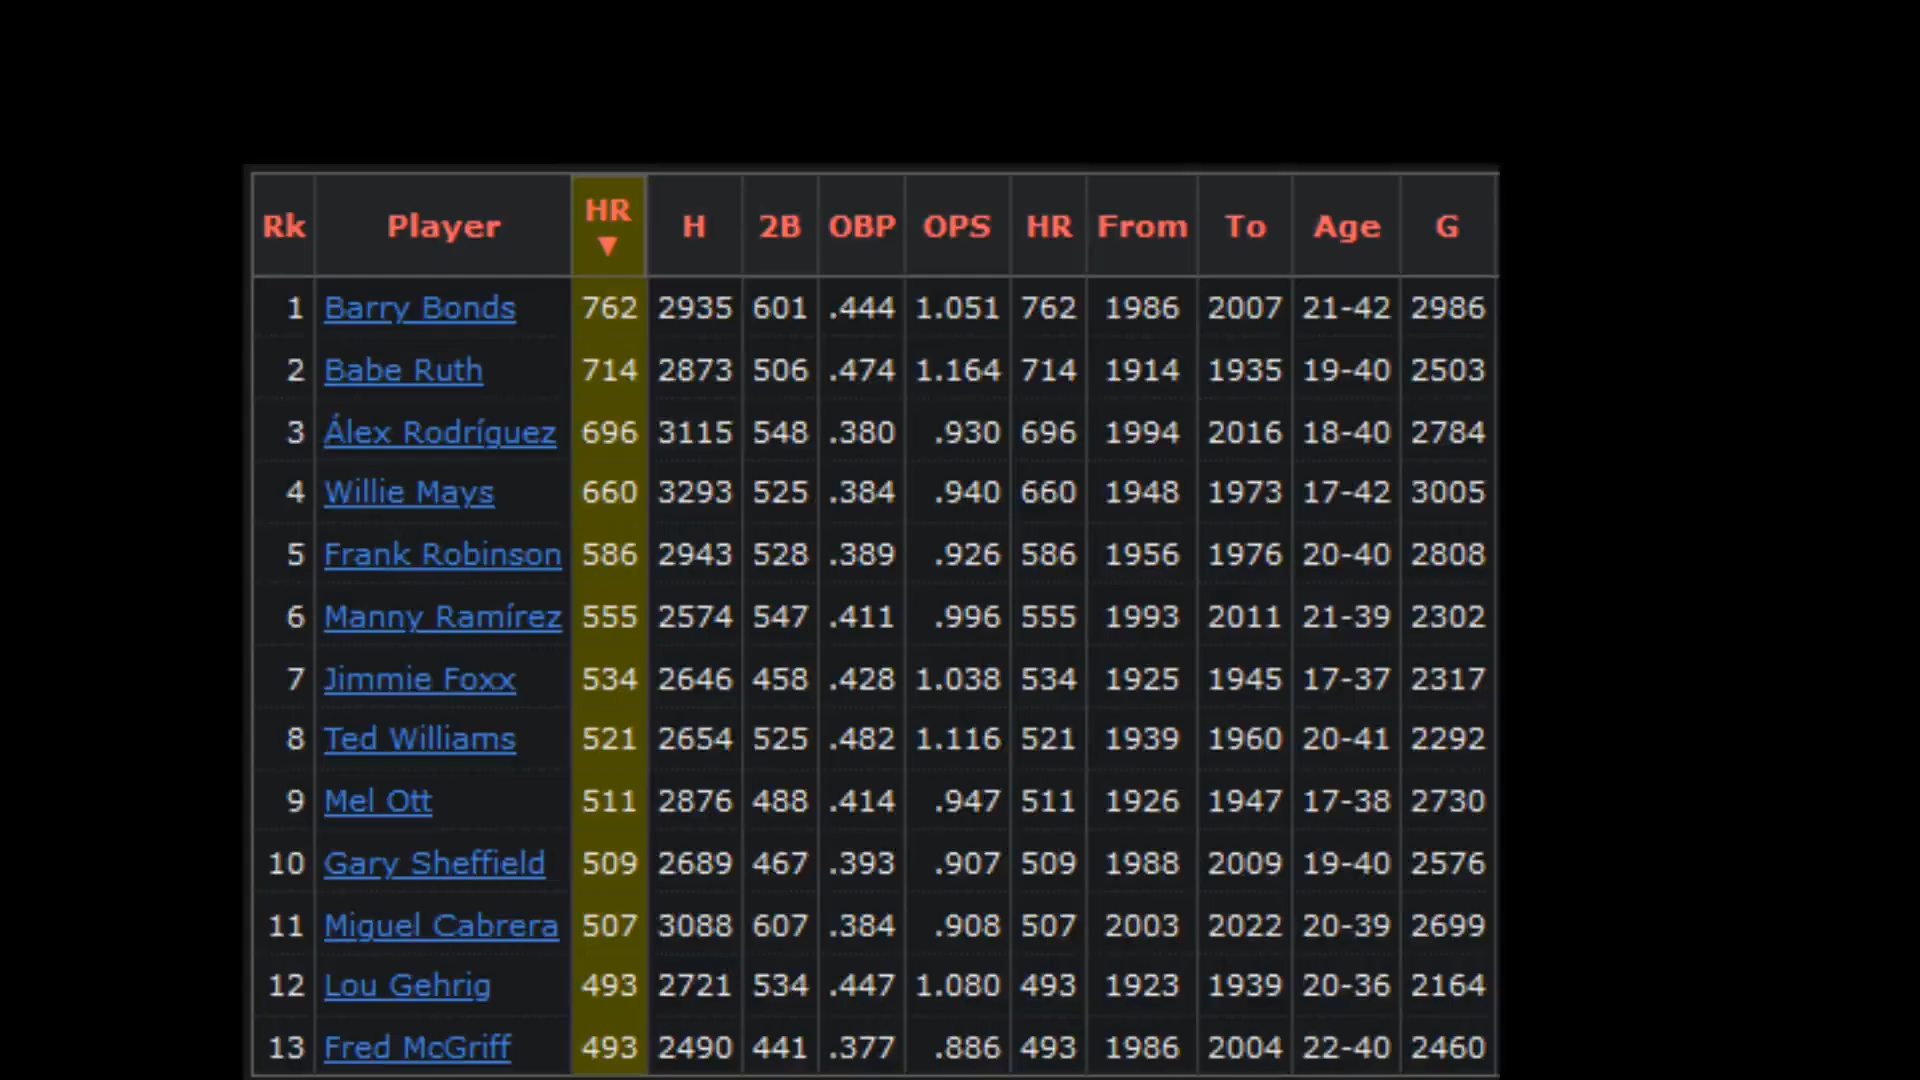 Rk Player HR ▼ H 2B OBP OPS HR From To Age G
1 Barry Bonds 762 2935 601 .444 1.051 762 1986 2007 21-42 2986
2 Babe Ruth 714 2873 506 .474 1.164 714 1914 1935 19-40 2503
3 Álex Rodríguez 696 3115 548 .380 .930 696 1994 2016 18-40 2784
4 Willie Mays 660 3293 525 .384 .940 660 1948 1973 17-42 3005
5 Frank Robinson 586 2943 528 .389 .926 586 1956 1976 20-40 2808
6 Manny Ramírez 555 2574 547 .411 .996 555 1993 2011 21-39 2302
7 Jimmie Foxx 534 2646 458 .428 1.038 534 1925 1945 17-37 2317
8 Ted Williams 521 2654 525 .482 1.116 521 1939 1960 20-41 2292
9 Mel Ott 511 2876 488 .414 .947 511 1926 1947 17-38 2730
10 Gary Sheffield 509 2689 467 .393 .907 509 1988 2009 19-40 2576
11 Miguel Cabrera 507 3088 607 .384 .908 507 2003 2022 20-39 2699
12 Lou Gehrig 493 2721 534 .447 1.080 493 1923 1939 20-36 2164
13 Fred McGriff 493 2490 441 .377 .886 493 1986 2004 22-40 2460